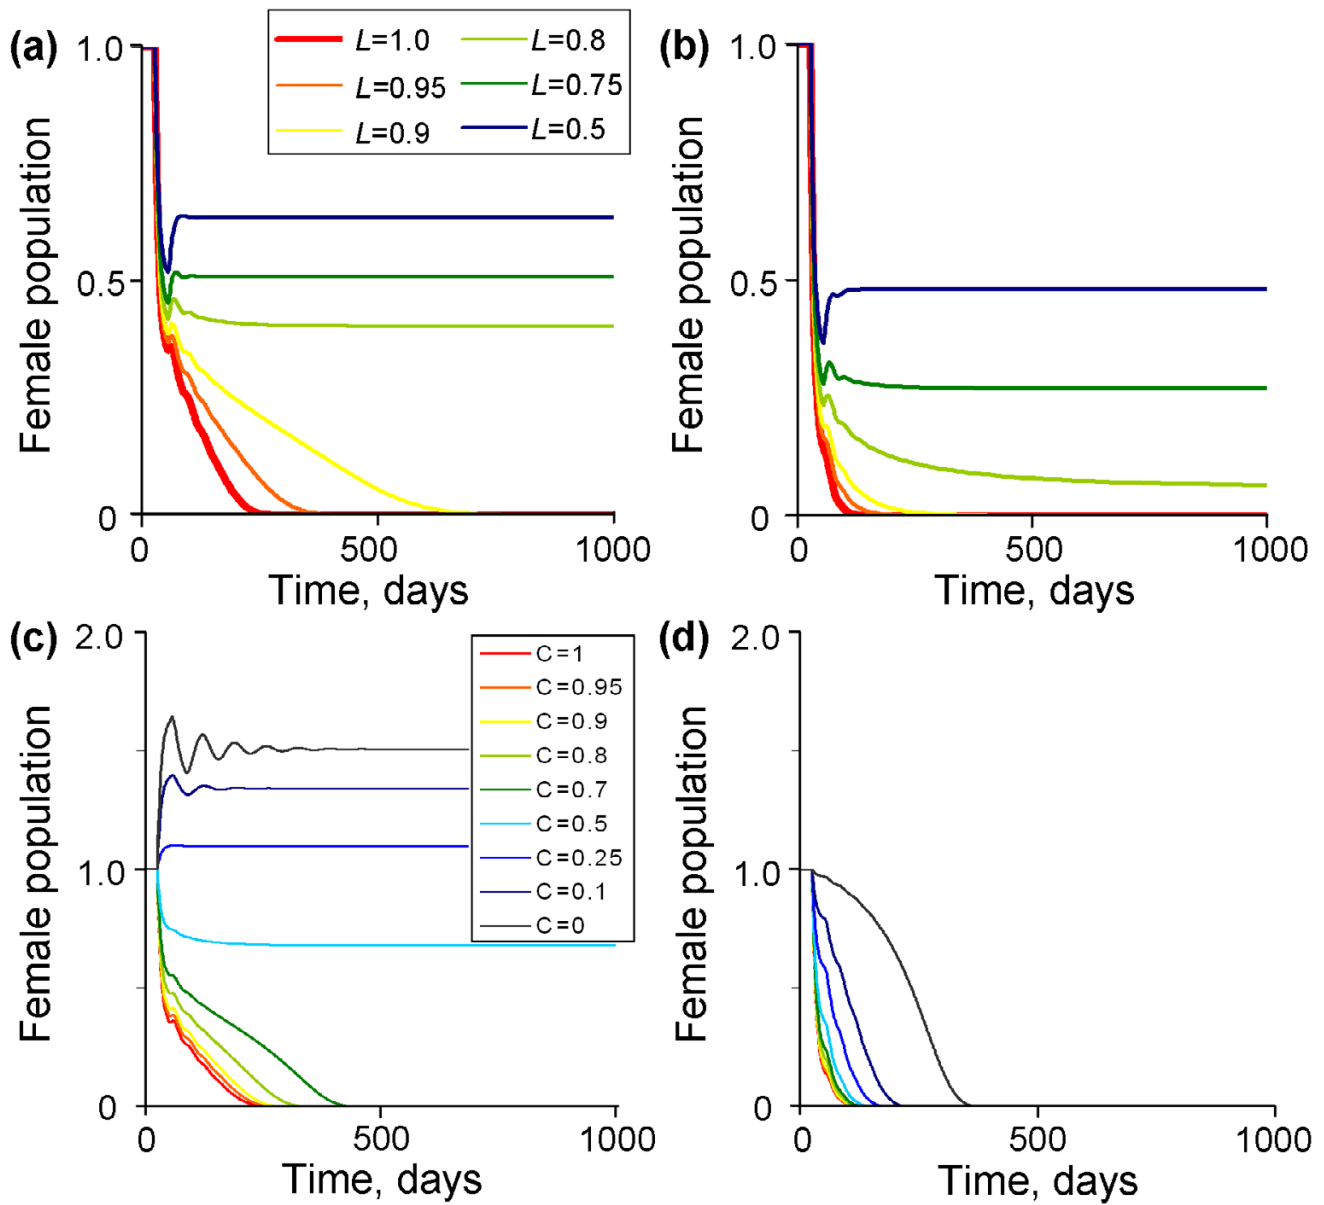 (a)
1.0
0.5
0
Female population
L=1.0
L=0.8
L=0.95
L=0.75
L=0.9
L=0.5
0
500
1000
Time, days
(b)
1.0
0.5
0
Female population
0
500
1000
Time, days
(c)
2.0
1.0
0
Female population
C=1
C=0.95
C=0.9
C=0.8
C=0.7
C=0.5
C=0.25
C=0.1
C=0
0
500
1000
Time, days
(d)
2.0
1.0
0
Female population
0
500
1000
Time, days